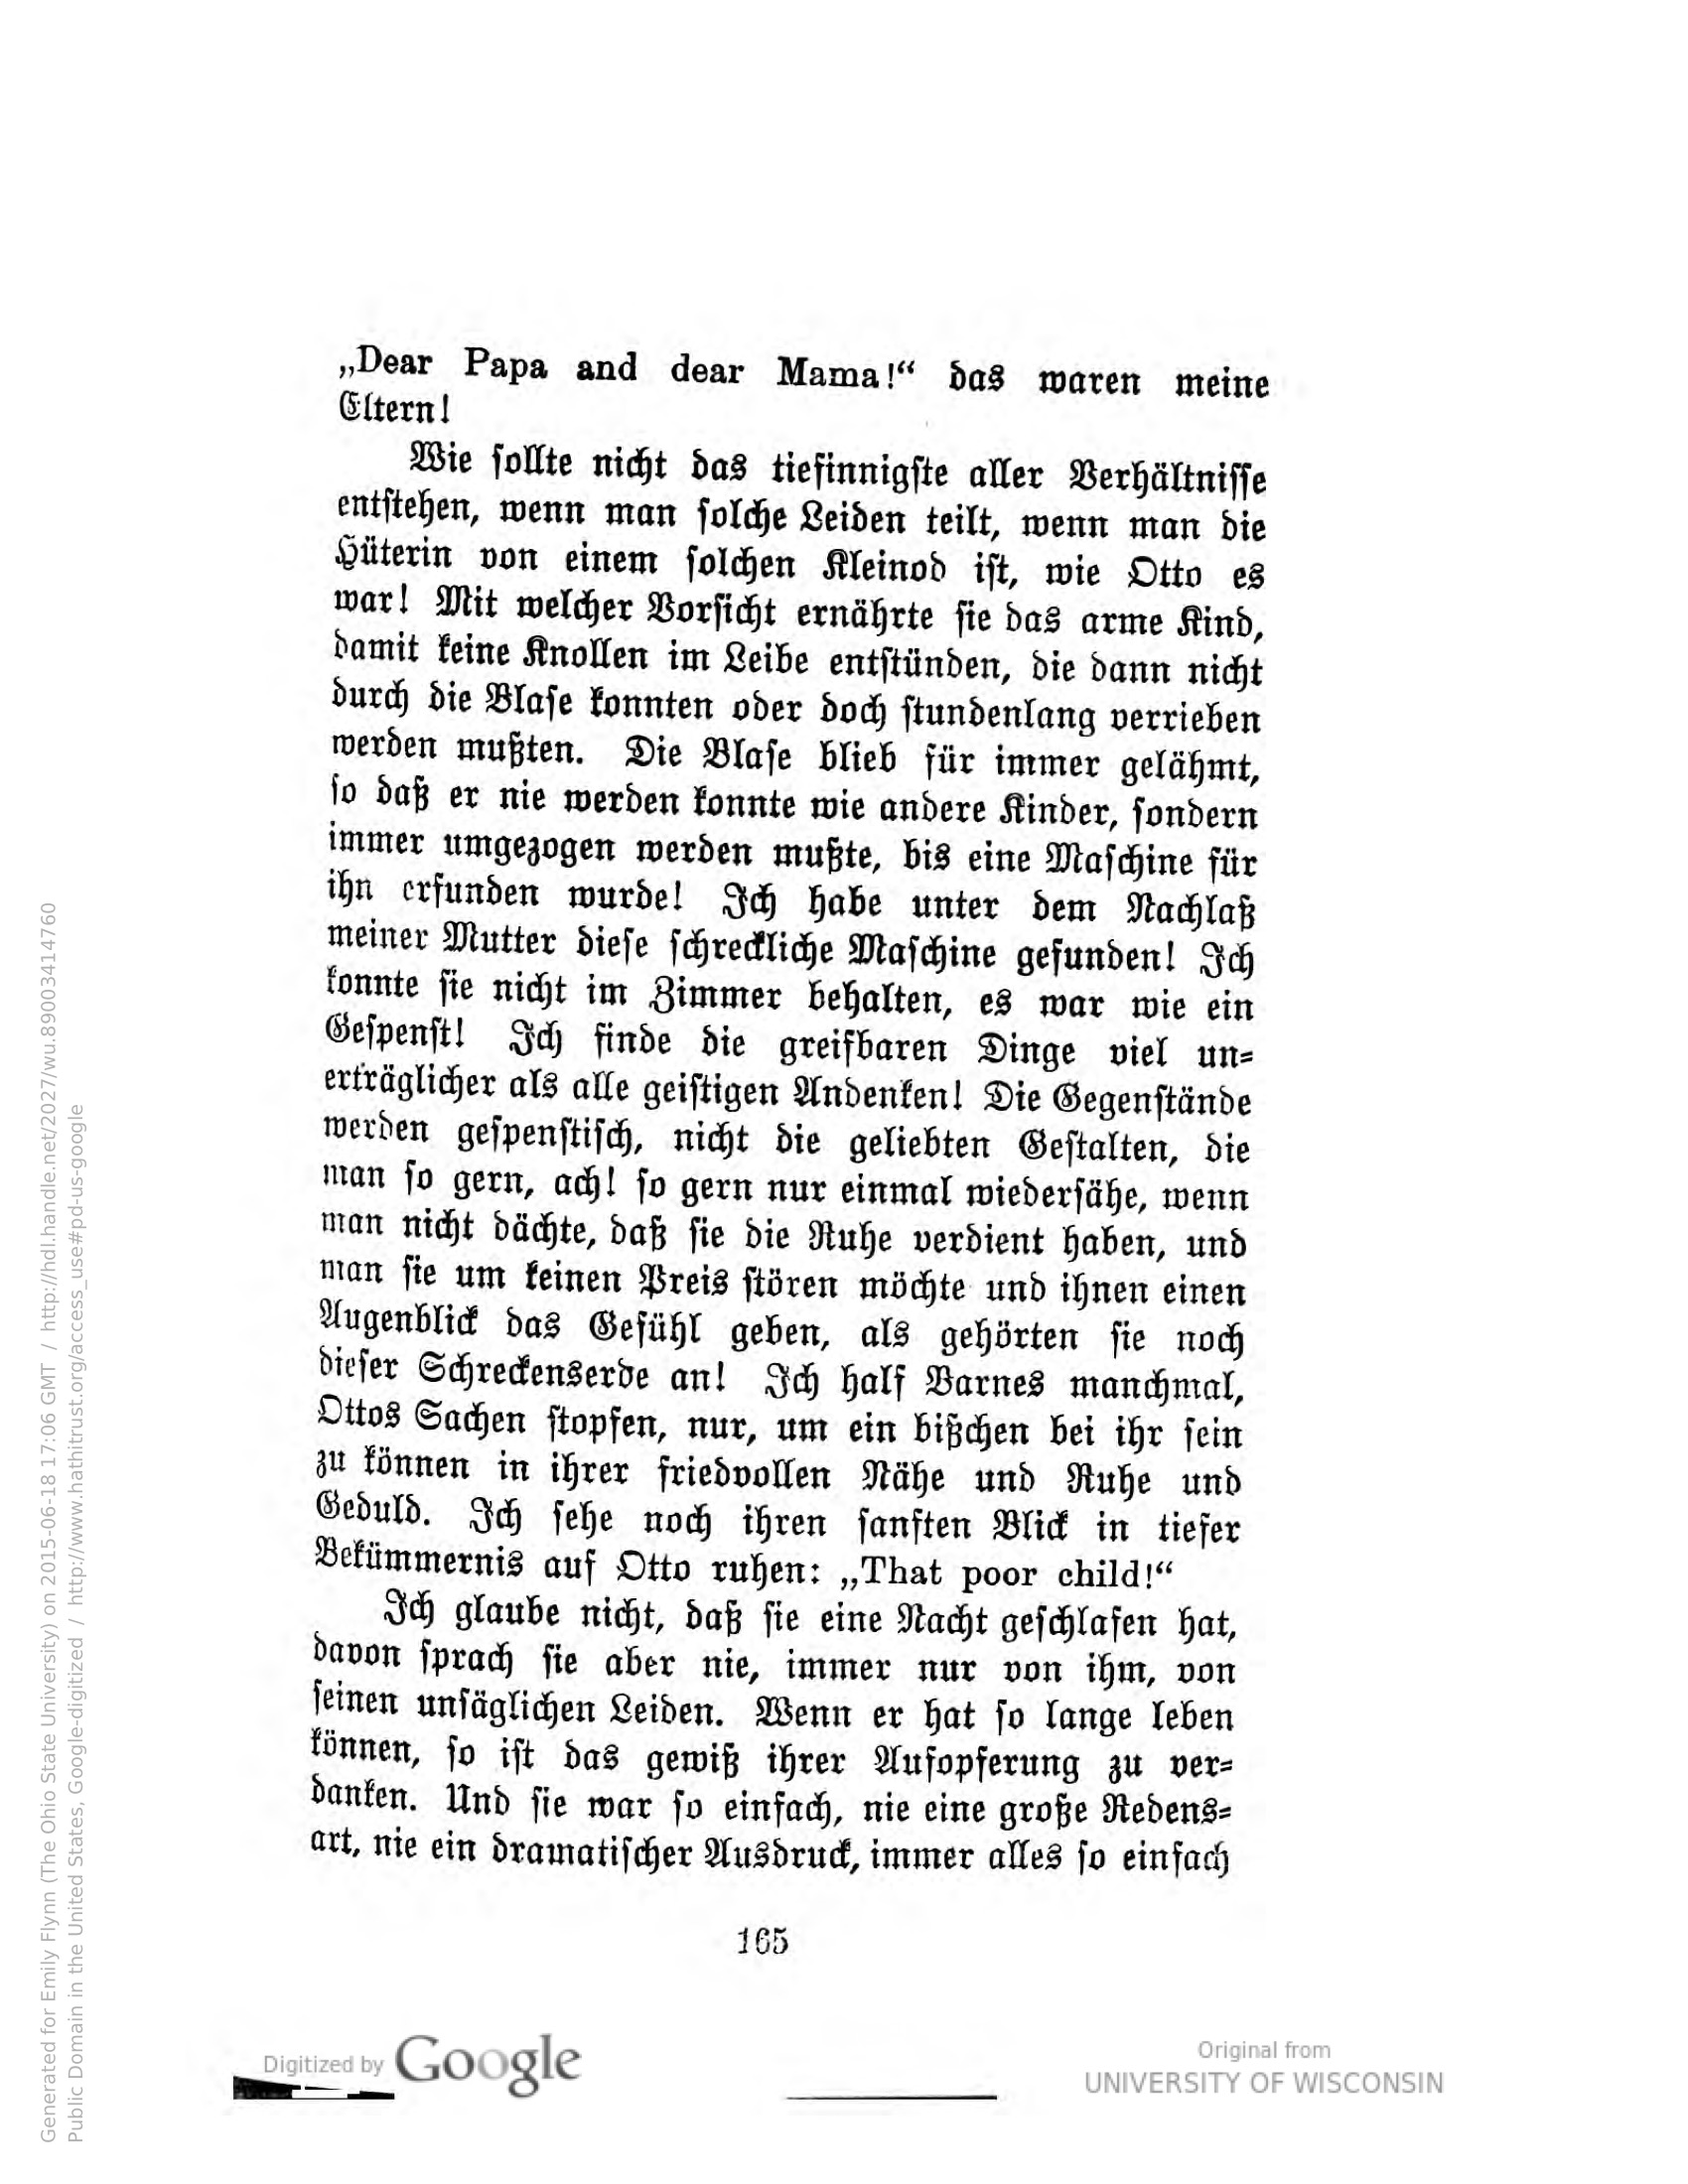 „Dear Papa and dear Mama!“ das waren meine
Eltern!
Wie sollte nicht das tiefinnigste aller Verhältnisse
entstehen, wenn man solche Leiden teilt, wenn man die
Hüterin von einem solchen Kleinod ist, wie Otto es
war! Mit welcher Vorsicht ernährte sie das arme Kind,
damit keine Knollen im Leibe entstünden, die dann nicht
durch die Blase konnten oder doch stundenlang verrieben
werden mußten. Die Blase blieb für immer gelähmt,
so daß er nie werden konnte wie andere Kinder, sondern
immer umgezogen werden mußte, bis eine Maschine für
ihn erfunden wurde! Ich habe unter dem Nachlaß
meiner Mutter diese schreckliche Maschine gefunden! Ich
konnte sie nicht im Zimmer behalten, es war wie ein
Gespenst! Ich finde die greifbaren Dinge viel un-
erträglicher als alle geistigen Andenken! Die Gegenstände
werden gespenstisch, nicht die geliebten Gestalten, die
man so gern, ach! so gern nur einmal wiedersähe, wenn
man nicht dächte, daß sie die Ruhe verdient haben, und
man sie um keinen Preis stören möchte und ihnen einen
Augenblick das Gefühl geben, als gehörten sie noch
dieser Schreckenserde an! Ich half Barnes manchmal,
Ottos Sachen stopfen, nur, um ein bißchen bei ihr sein
zu können in ihrer friedvollen Nähe und Ruhe und
Geduld. Ich sehe noch ihren sanften Blick in tiefer
Bekümmernis auf Otto ruhen: „That poor child!“
Ich glaube nicht, daß sie eine Nacht geschlafen hat,
davon sprach sie aber nie, immer nur von ihm, von
seinen unsäglichen Leiden. Wenn er hat so lange leben
können, so ist das gewiß ihrer Aufopferung zu ver-
danken. Und sie war so einfach, nie eine große Redens-
art, nie ein dramatischer Ausdruck, immer alles so einfach
165
Digitized by Google
Original from
UNIVERSITY OF WISCONSIN
Generated for Emily Flynn (The Ohio State University) on 2015-06-18 17:06 GMT / http://hdl.handle.net/2027/wu.89003414760
Public Domain in the United States, Google-digitized / http://www.hathitrust.org/access_use#pd-us-google